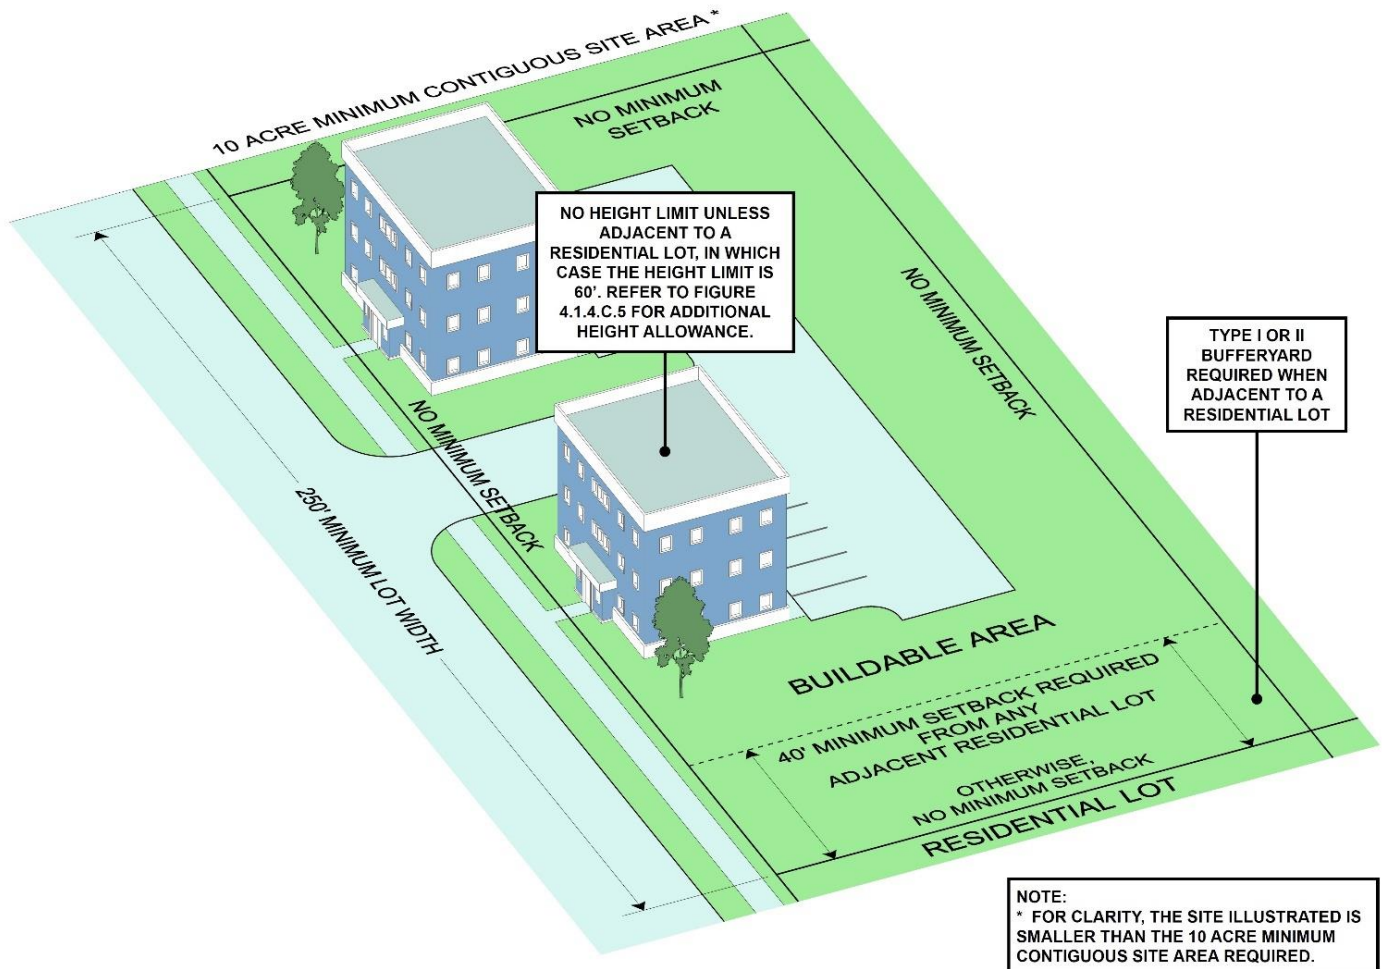 10 ACRE MINIMUM CONTIGUOUS SITE AREA *
NO MINIMUM
SETBACK
NO HEIGHT LIMIT UNLESS
ADJACENT TO A
RESIDENTIAL LOT, IN WHICH
CASE THE HEIGHT LIMIT IS
60’. REFER TO FIGURE
4.1.4.C.5 FOR ADDITIONAL
HEIGHT ALLOWANCE.
NO MINIMUM SETBACK
TYPE I OR II
BUFFERYARD
REQUIRED WHEN
ADJACENT TO A
RESIDENTIAL LOT
NO MINIMUM SETBACK
250' MINIMUM LOT WIDTH
BUILDABLE AREA
40' MINIMUM SETBACK REQUIRED
FROM ANY
ADJACENT RESIDENTIAL LOT
OTHERWISE,
NO MINIMUM SETBACK
RESIDENTIAL LOT
NOTE:
* FOR CLARITY, THE SITE ILLUSTRATED IS
SMALLER THAN THE 10 ACRE MINIMUM
CONTIGUOUS SITE AREA REQUIRED.